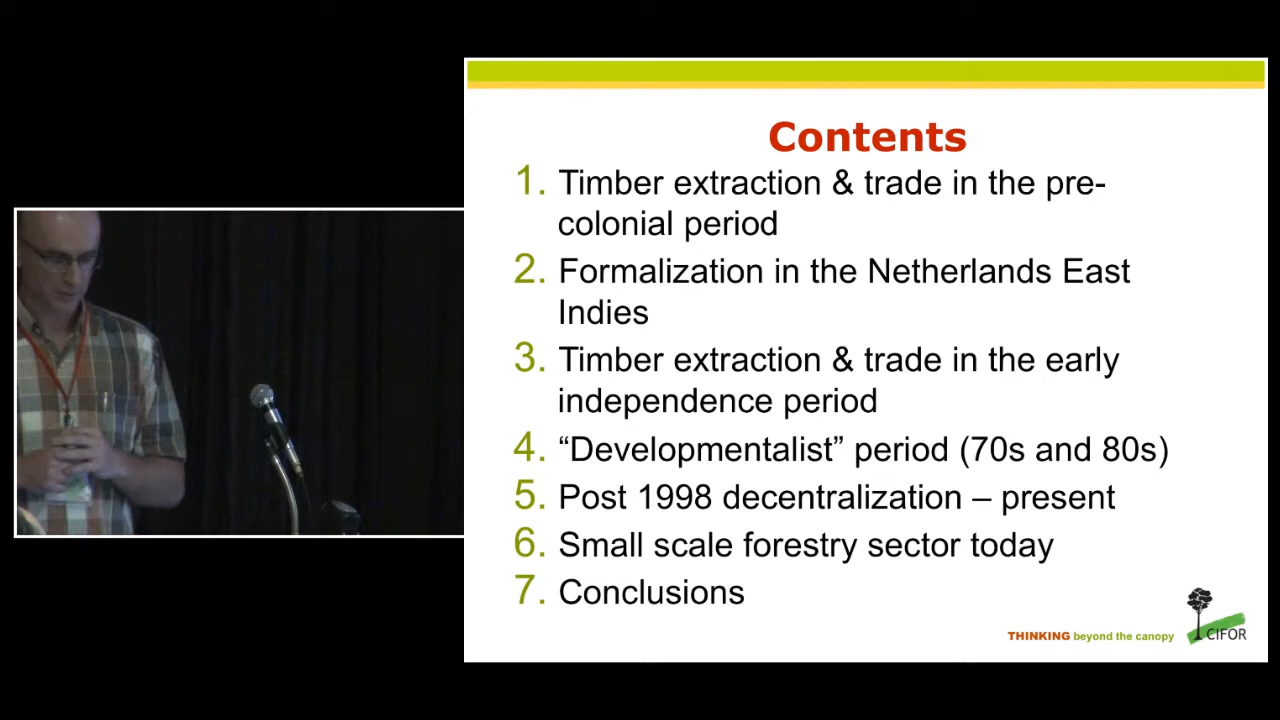 Contents
1. Timber extraction & trade in the pre-
colonial period
2. Formalization in the Netherlands East
Indies
3. Timber extraction & trade in the early
independence period
4. “Developmentalist” period (70s and 80s)
5. Post 1998 decentralization – present
6. Small scale forestry sector today
7. Conclusions
THINKING beyond the canopy
CIFOR